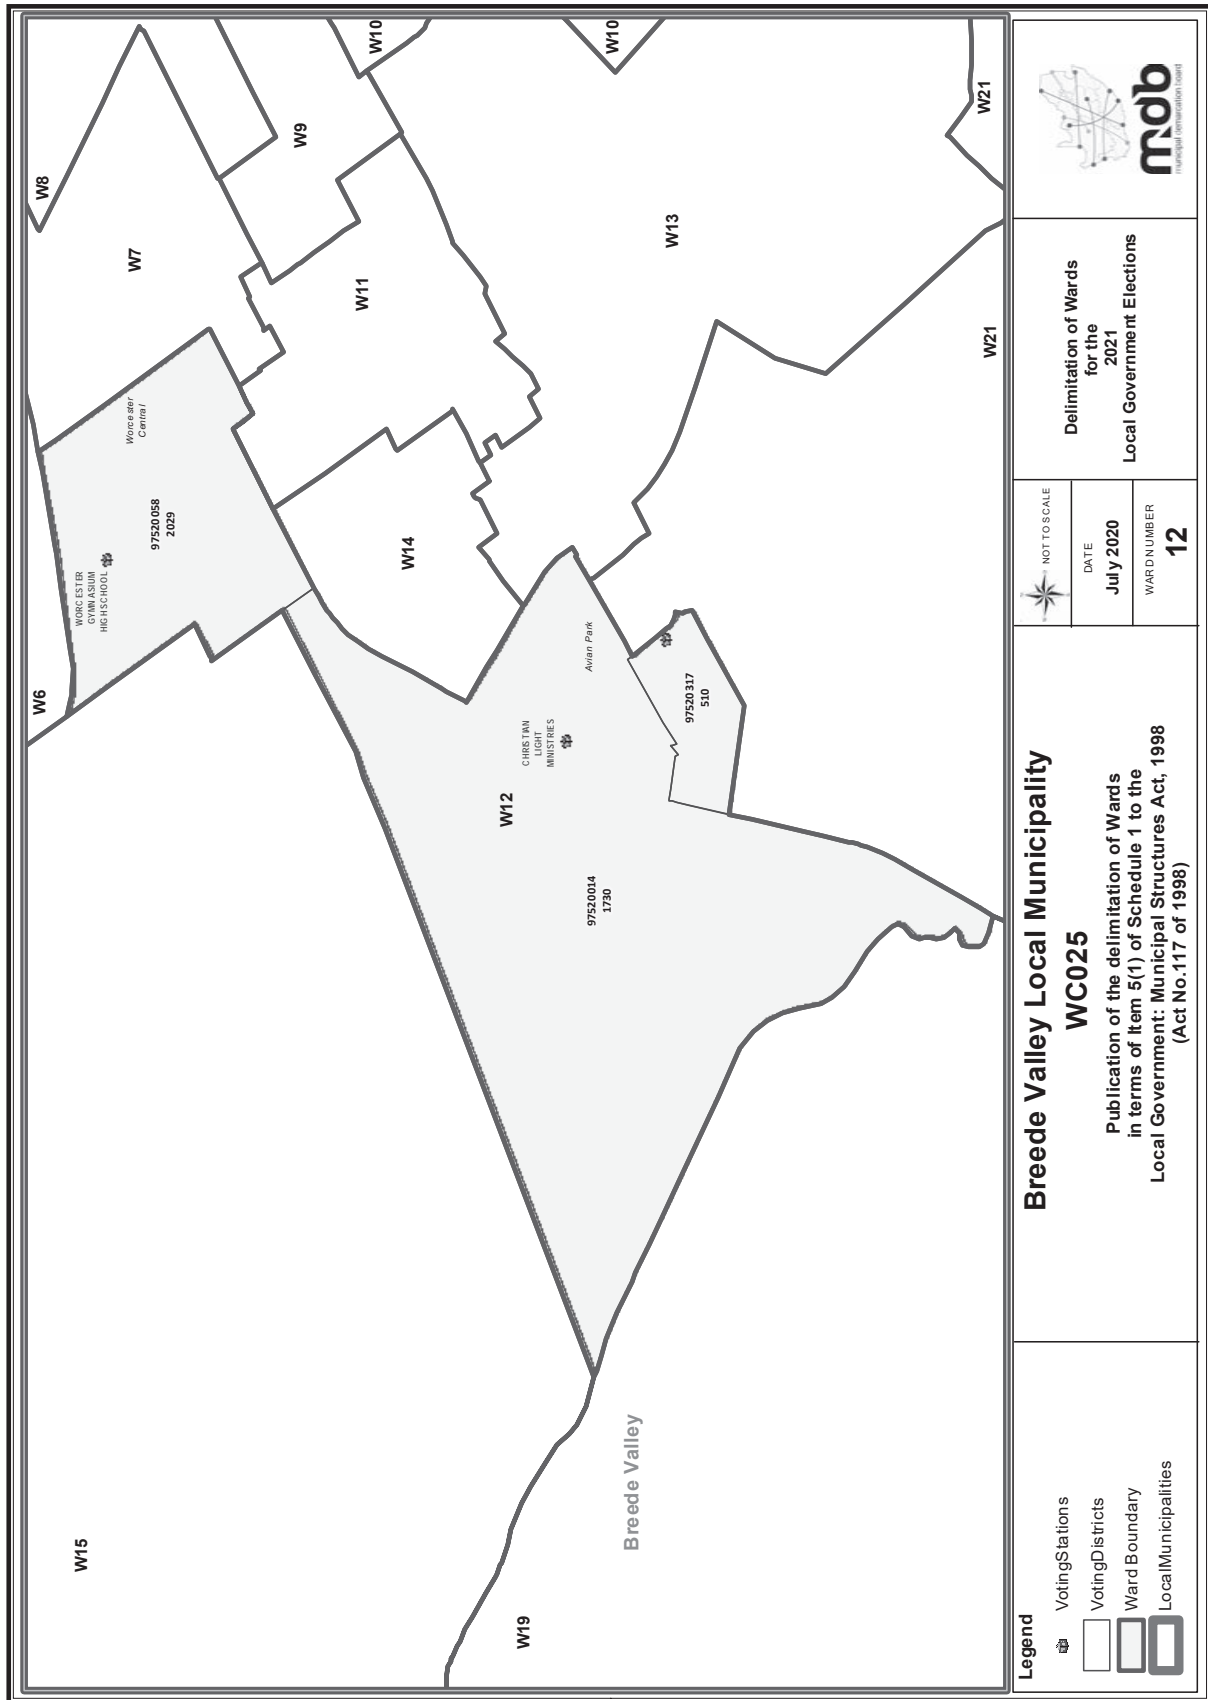 W15
W6
W8
W7
W9
W10
W10
W11
W13
W21
W21
W14
W12
W19
Breede Valley
WORCESTER
GYMNASIUM
HIGH SCHOOL
97520058
2029
Worcester
Central
CHRISTIAN
LIGHT
MINISTRIES
Avian Park
97520317
510
97520014
1730
Legend
VotingStations
VotingDistricts
Ward Boundary
LocalMunicipalities
Breede Valley Local Municipality
WC025
Publication of the delimitation of Wards
in terms of Item 5(1) of Schedule 1 to the
Local Government: Municipal Structures Act, 1998
(Act No.117 of 1998)
NOT TO SCALE
DATE
July 2020
WARD NUMBER
12
Delimitation of Wards
for the
2021
Local Government Elections
mdb
municipal demarcation board